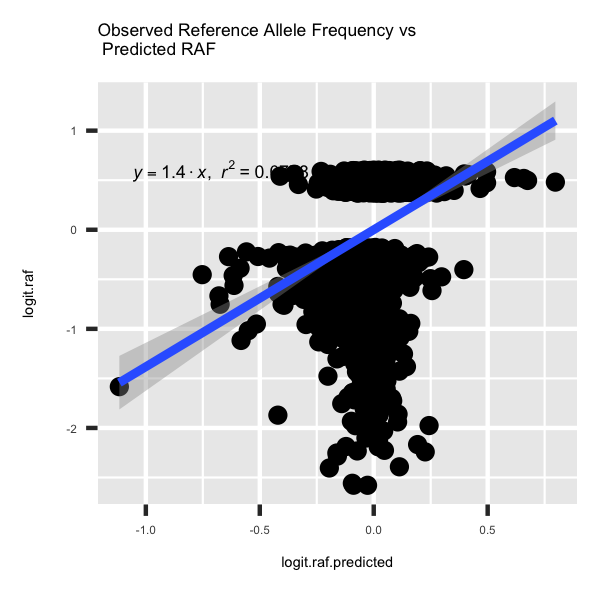 Observed Reference Allele Frequency vs
Predicted RAF
logit.raf
1
0
-1
-2
y = 1.4 · x, r² =
-1.0
-0.5
0.0
0.5
logit.raf.predicted